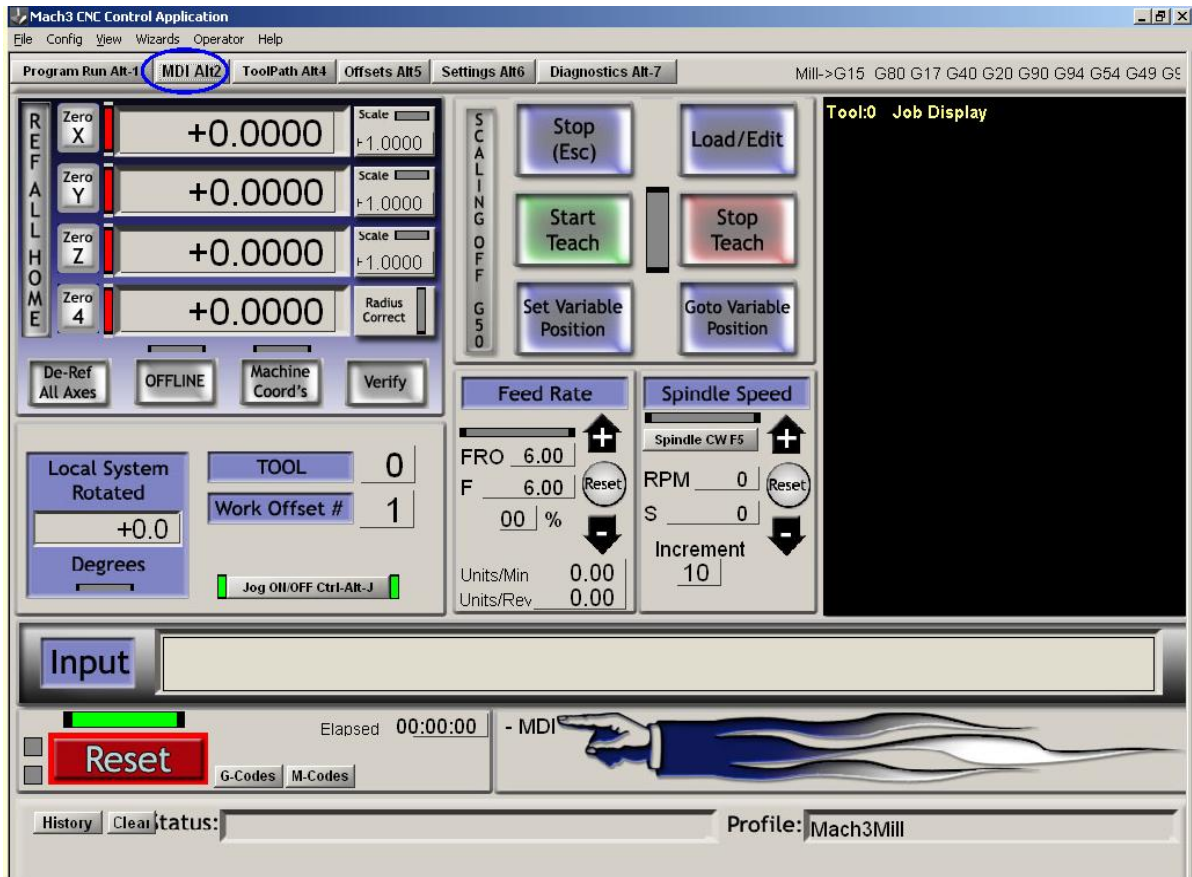 Mach3 CNC Control Application
File Config View Wizards Operator Help
Program Run Alt-1 MDI Alt2 ToolPath Alt4 Offsets Alt5 Settings Alt6 Diagnostics Alt-7
Mill->G15 G80 G17 G40 G20 G90 G94 G54 G49 G9
REF ALL HOME
Zero X +0.0000 Scale +1.0000
Zero Y +0.0000 Scale +1.0000
Zero Z +0.0000 Scale +1.0000
Zero 4 +0.0000 Radius Correct
De-Ref All Axes
OFFLINE
Machine Coord's
Verify
SCALING OFF G50
Stop (Esc)
Load/Edit
Start Teach
Stop Teach
Set Variable Position
Goto Variable Position
Tool:0 Job Display
Local System Rotated
+0.0
Degrees
TOOL 0
Work Offset # 1
Jog ON/OFF Ctrl-Alt-J
Feed Rate
FRO 6.00
F 6.00
Reset
00 %
+
-
Units/Min 0.00
Units/Rev 0.00
Spindle Speed
Spindle CW F5
+
RPM 0
Reset
S 0
-
Increment
10
Input
Reset
Elapsed 00:00:00
G-Codes M-Codes
- MDI
History Clear tatus:
Profile: Mach3Mill